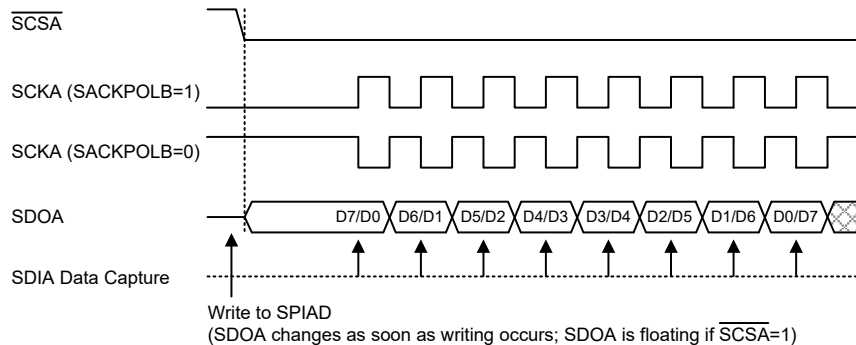 SCSA
SCKA (SACKPOLB=1)
SCKA (SACKPOLB=0)
SDOA D7/D0 D6/D1 D5/D2 D4/D3 D3/D4 D2/D5 D1/D6 D0/D7
SDIA Data Capture
Write to SPIAD
(SDOA changes as soon as writing occurs; SDOA is floating if SCSA=1)